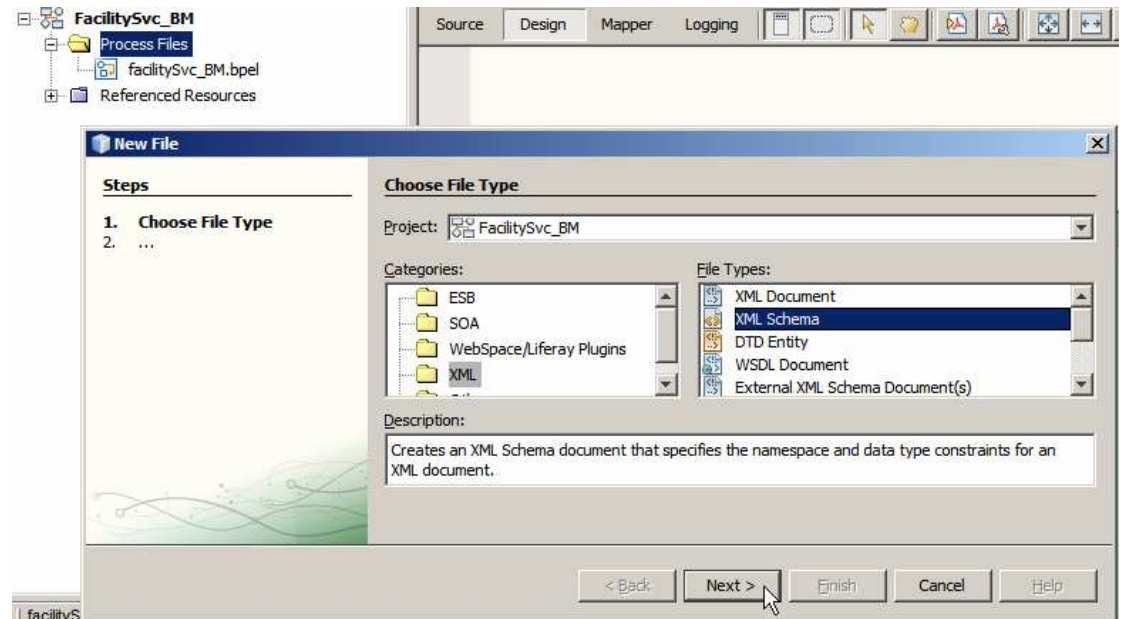 FacilitySvc_BM
Process Files
facilitySvc_BM.bpel
Referenced Resources
Source Design Mapper Logging
New File
Steps
1. Choose File Type
2. ...
Choose File Type
Project: FacilitySvc_BM
Categories:
ESB
SOA
WebSpace/Liferay Plugins
XML
File Types:
XML Document
XML Schema
DTD Entity
WSDL Document
External XML Schema Document(s)
Description:
Creates an XML Schema document that specifies the namespace and data type constraints for an
XML document.
< Back Next > Finish Cancel Help
facilityS